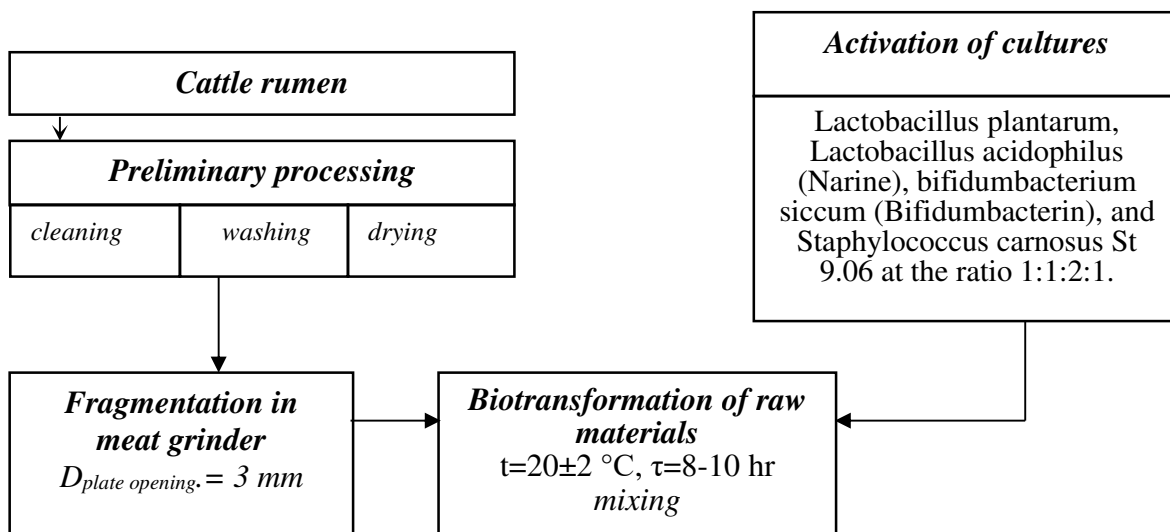 Cattle rumen
Preliminary processing
cleaning
washing
drying
Fragmentation in
meat grinder
D plate opening. = 3 mm
Activation of cultures
Lactobacillus plantarum,
Lactobacillus acidophilus
(Narine), bifidumbacterium
siccum (Bifidumbacterin), and
Staphylococcus carnosus St
9.06 at the ratio 1:1:2:1.
Biotransformation of raw
materials
t=20±2 °C, τ=8-10 hr
mixing